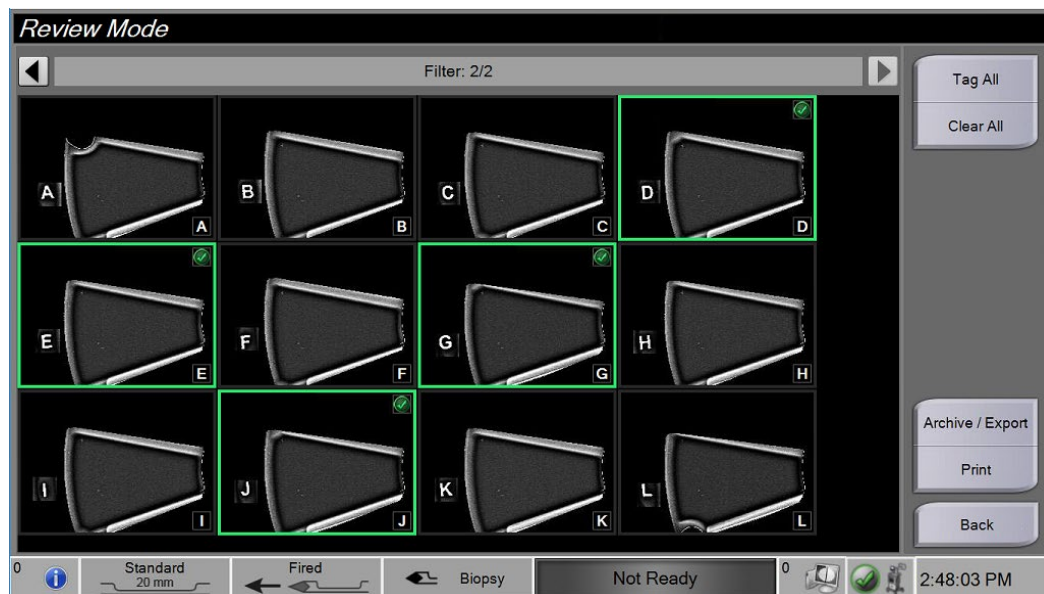 Review Mode
Filter: 2/2
Tag All
Clear All
A A
B B
C C
D D
E E
F F
G G
H H
I I
J J
K K
L L
Archive / Export
Print
Back
0
Standard
20 mm
Fired
Biopsy
Not Ready
0
2:48:03 PM